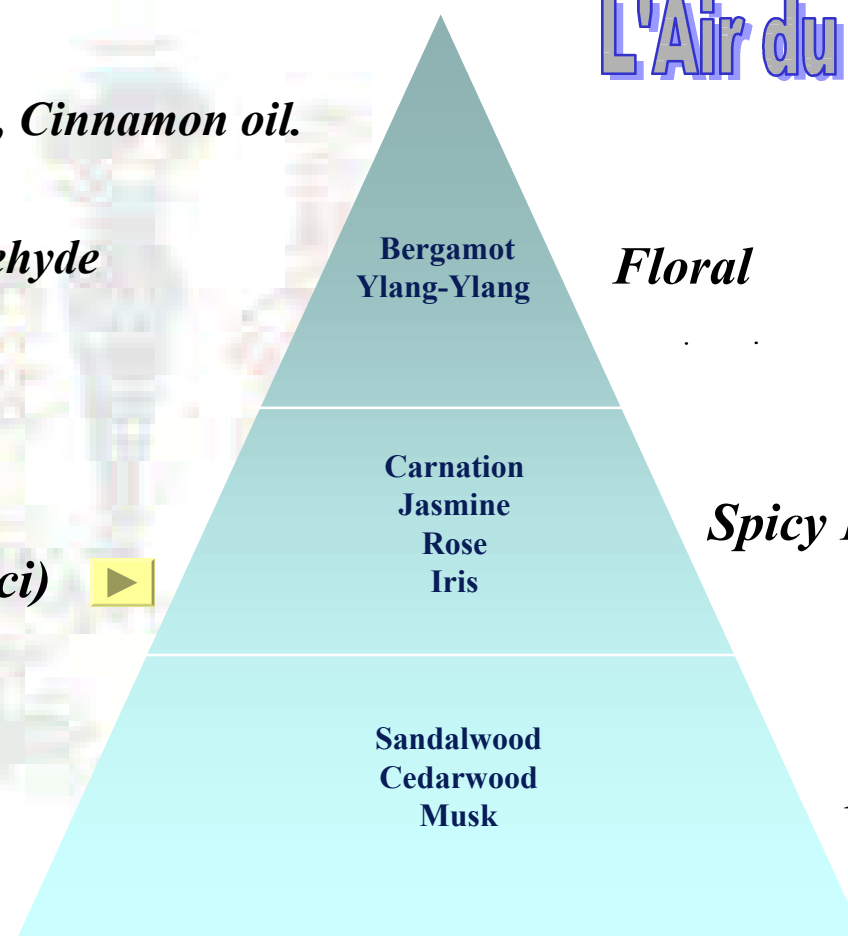 L'Air du
, Cinnamon oil.
ehyde
Bergamot
Ylang-Ylang
Floral
Carnation
Jasmine
Rose
Iris
Spicy
ci)
Sandalwood
Cedarwood
Musk